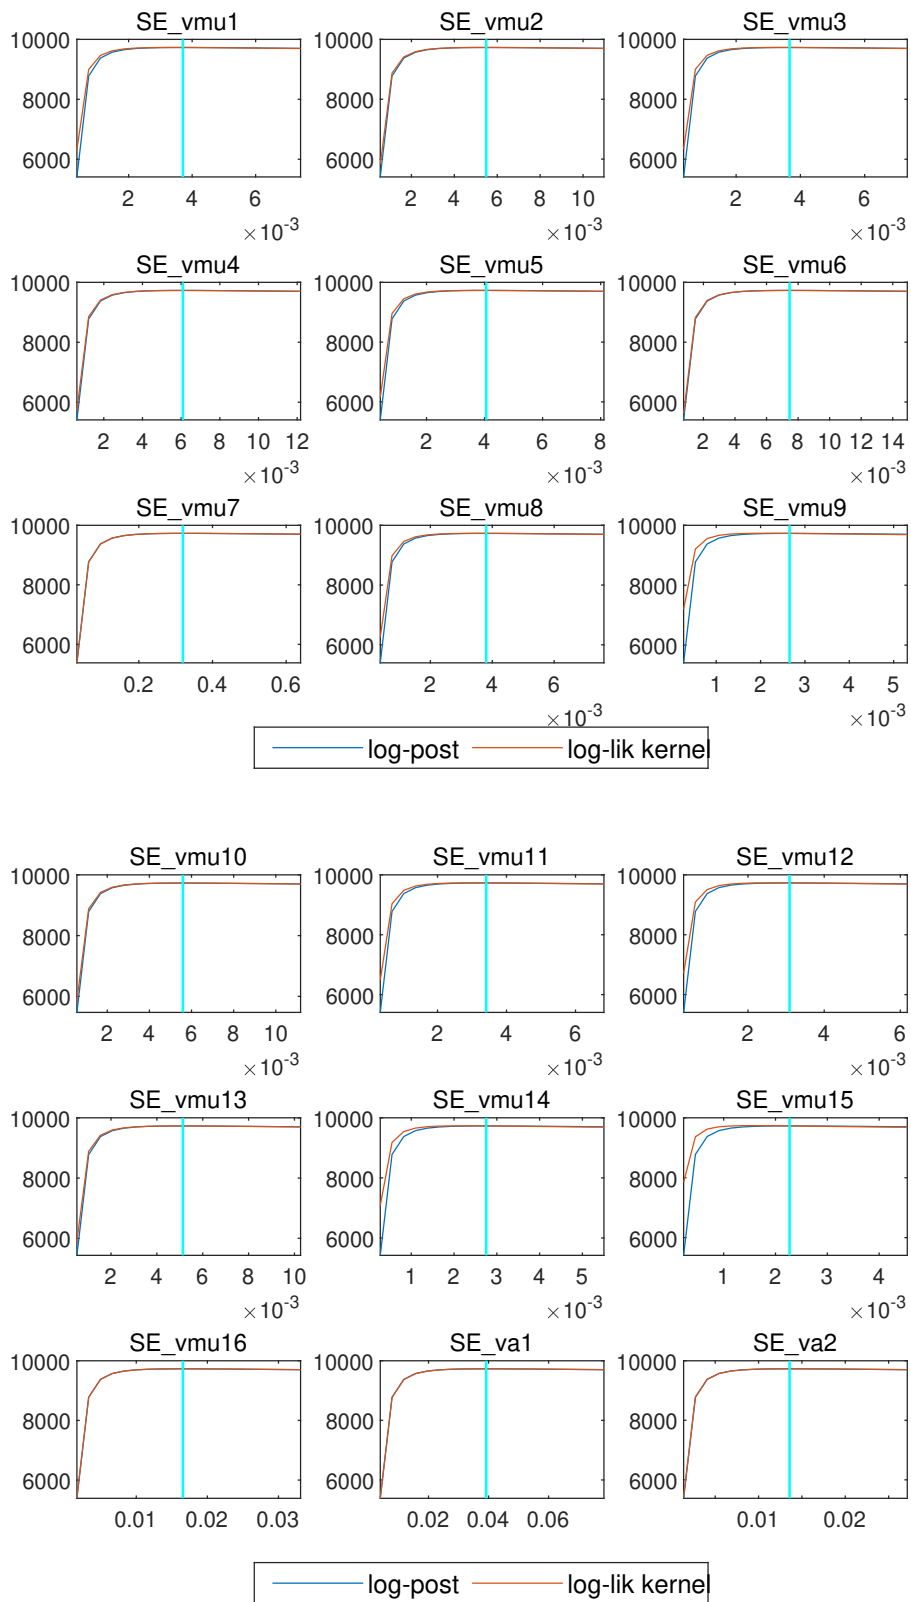 SE_vmu1 SE_vmu2 SE_vmu3
10000 10000 10000
8000 8000 8000
6000 6000 6000
2 4 6 2 4 6 8 10 2 4 6
×10-3 ×10-3 ×10-3
SE_vmu4 SE_vmu5 SE_vmu6
10000 10000 10000
8000 8000 8000
6000 6000 6000
2 4 6 8 10 12 2 4 6 8 2 4 6 8 10 12 14
×10-3 ×10-3 ×10-3
SE_vmu7 SE_vmu8 SE_vmu9
10000 10000 10000
8000 8000 8000
6000 6000 6000
0.2 0.4 0.6 2 4 6 1 2 3 4 5
×10-3 ×10-3
log-post log-lik kernel
SE_vmu10 SE_vmu11 SE_vmu12
10000 10000 10000
8000 8000 8000
6000 6000 6000
2 4 6 8 10 2 4 6 2 4 6
×10-3 ×10-3 ×10-3
SE_vmu13 SE_vmu14 SE_vmu15
10000 10000 10000
8000 8000 8000
6000 6000 6000
2 4 6 8 10 1 2 3 4 5 1 2 3 4
×10-3 ×10-3 ×10-3
SE_vmu16 SE_va1 SE_va2
10000 10000 10000
8000 8000 8000
6000 6000 6000
0.01 0.02 0.03 0.02 0.04 0.06 0.01 0.02
log-post log-lik kernel